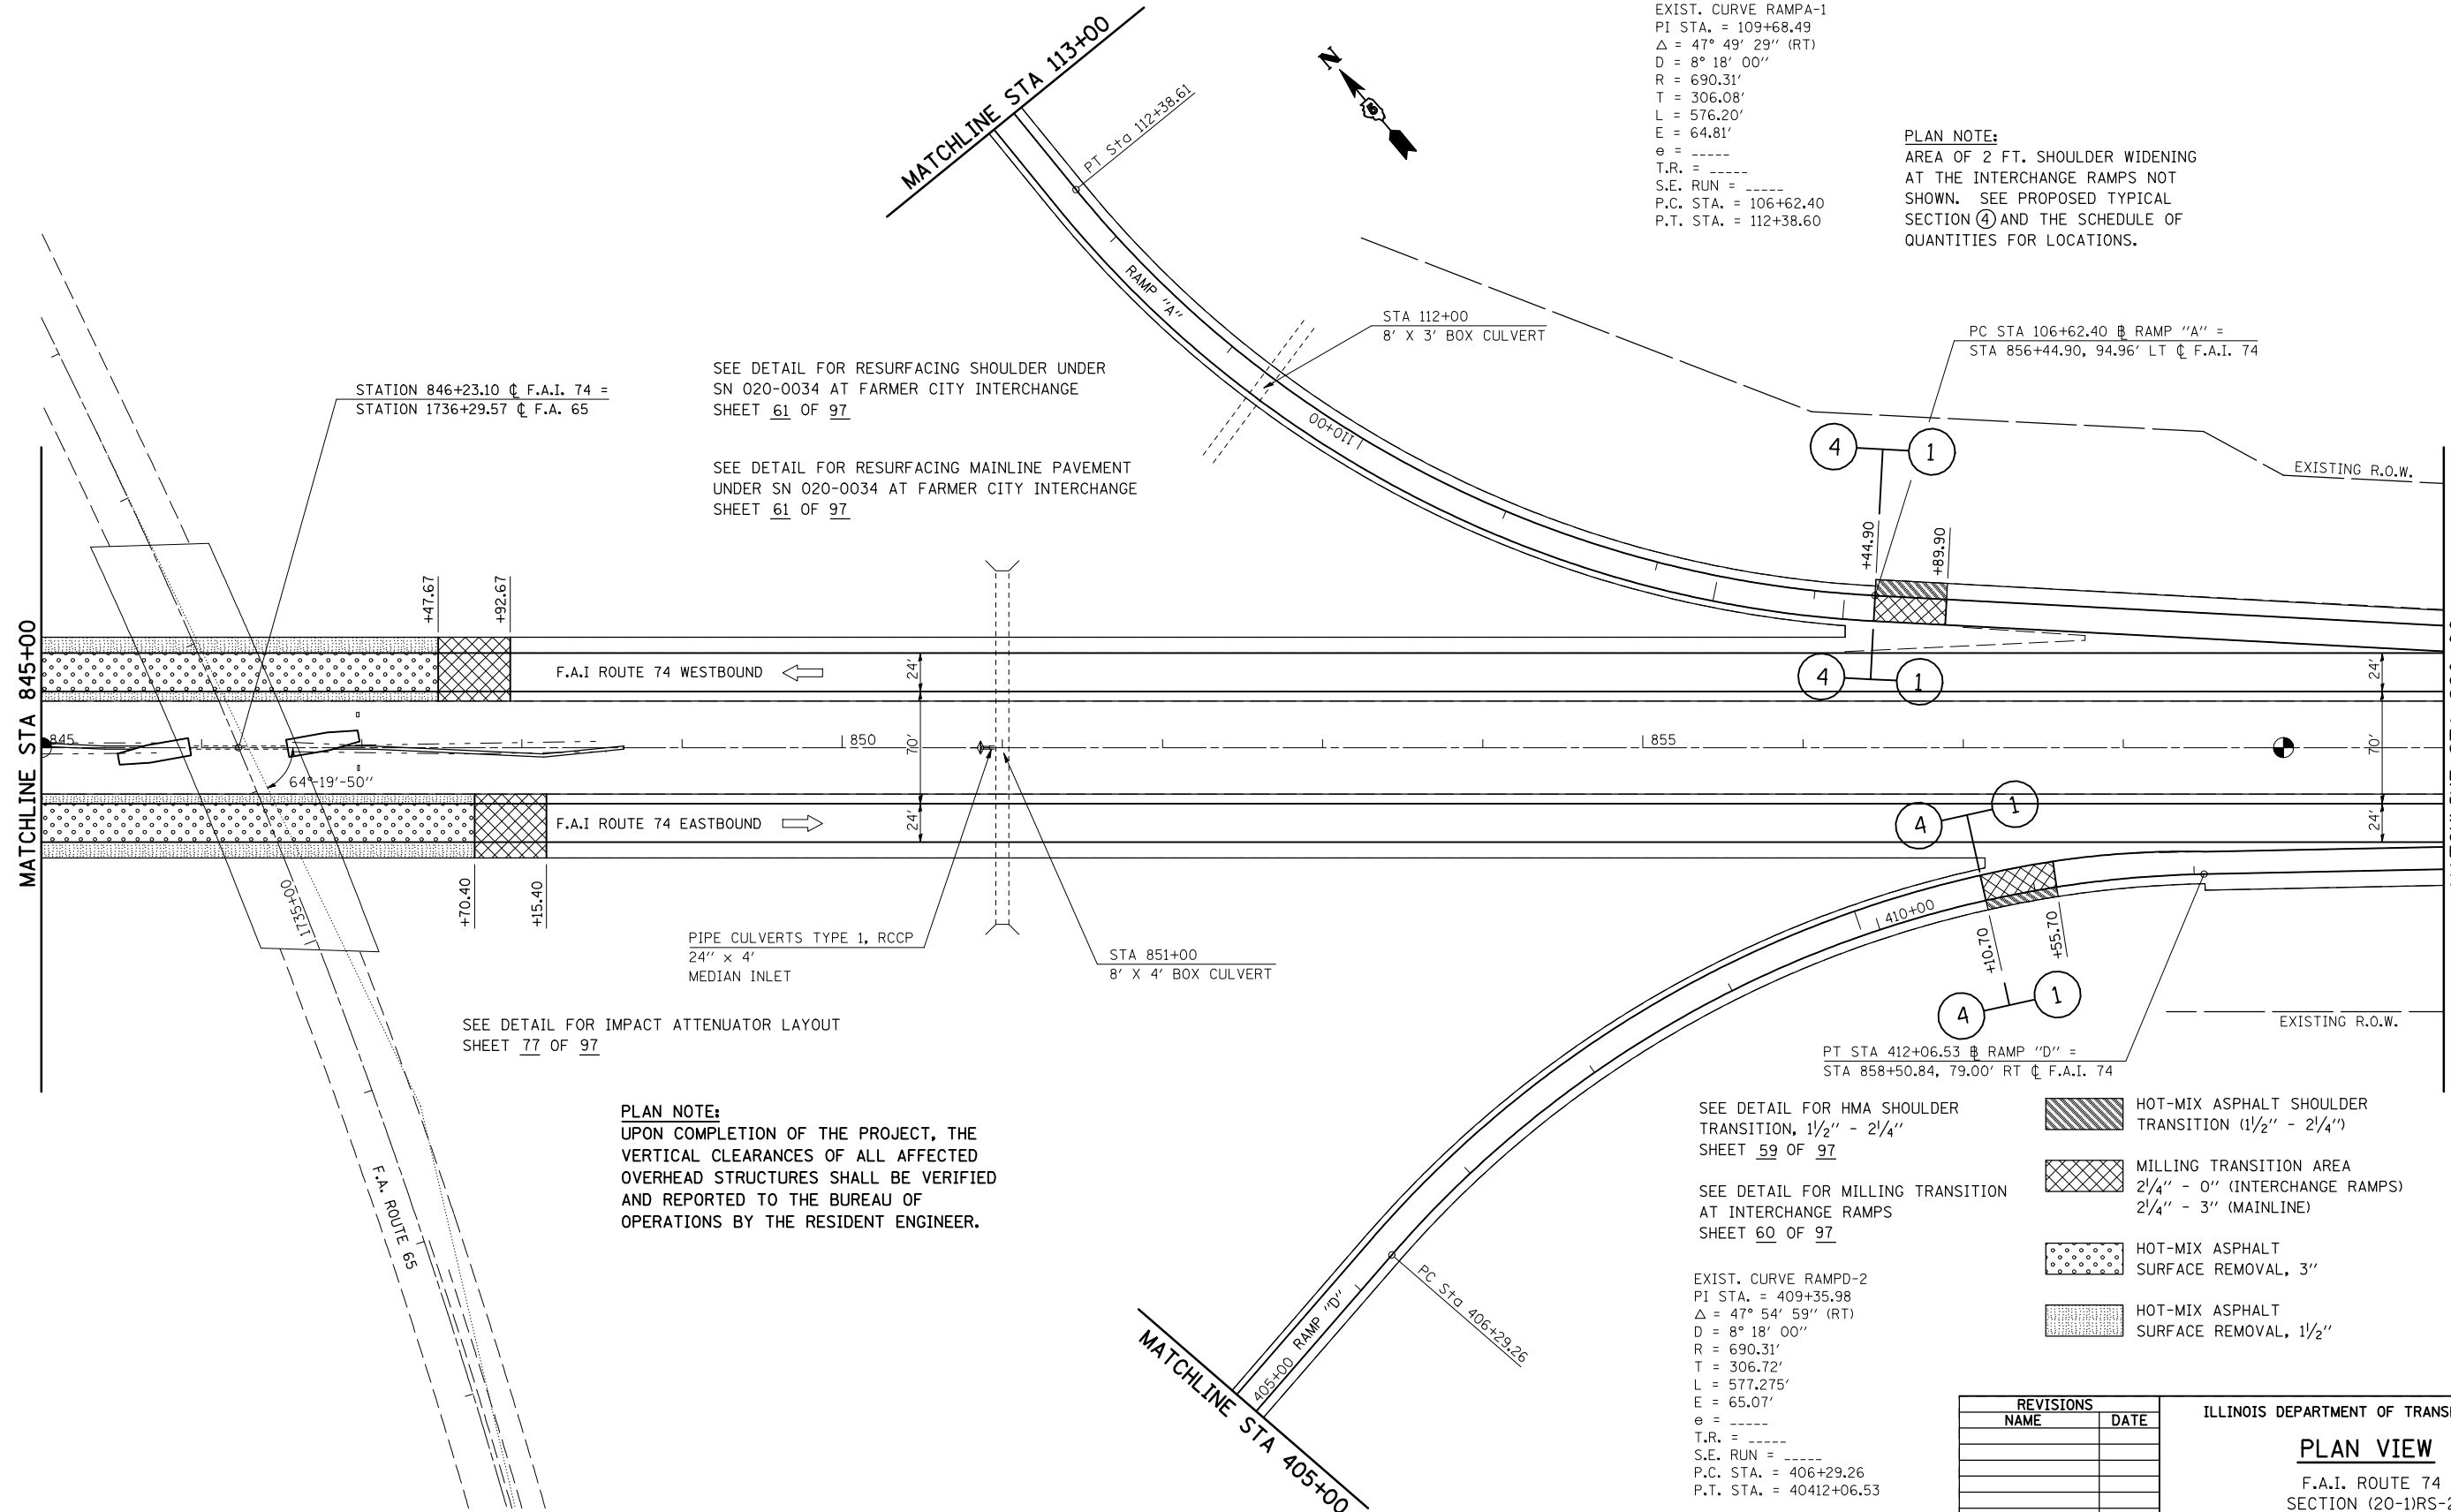 MATCHLINE STA 113+00
PT Sta 112+38.61
N
EXIST. CURVE RAMPA-1
PI STA. = 109+68.49
△ = 47° 49' 29" (RT)
D = 8° 18' 00"
R = 690.31'
T = 306.08'
L = 576.20'
E = 64.81'
e = _____
T.R. = _____
S.E. RUN = _____
P.C. STA. = 106+62.40
P.T. STA. = 112+38.60
PLAN NOTE:
AREA OF 2 FT. SHOULDER WIDENING
AT THE INTERCHANGE RAMPS NOT
SHOWN. SEE PROPOSED TYPICAL
SECTION ④ AND THE SCHEDULE OF
QUANTITIES FOR LOCATIONS.
RAMP "A"
STA 112+00
8' X 3' BOX CULVERT
110+00
PC STA 106+62.40 ℄ RAMP "A" =
STA 856+44.90, 94.96' LT ℄ F.A.I. 74
STATION 846+23.10 ℄ F.A.I. 74 =
STATION 1736+29.57 ℄ F.A. 65
SEE DETAIL FOR RESURFACING SHOULDER UNDER
SN 020-0034 AT FARMER CITY INTERCHANGE
SHEET 61 OF 97
SEE DETAIL FOR RESURFACING MAINLINE PAVEMENT
UNDER SN 020-0034 AT FARMER CITY INTERCHANGE
SHEET 61 OF 97
4
1
EXISTING R.O.W.
+44.90
+89.90
+47.67
+92.67
MATCHLINE STA 845+00
F.A.I ROUTE 74 WESTBOUND
24'
4
1
24'
845
850
70'
855
70'
64°-19'-50"
F.A.I ROUTE 74 EASTBOUND
24'
4
1
24'
1735+00
+70.40
+15.40
410+00
+10.70
+55.70
PIPE CULVERTS TYPE 1, RCCP
24" x 4'
MEDIAN INLET
STA 851+00
8' X 4' BOX CULVERT
4
1
EXISTING R.O.W.
SEE DETAIL FOR IMPACT ATTENUATOR LAYOUT
SHEET 77 OF 97
PT STA 412+06.53 ℄ RAMP "D" =
STA 858+50.84, 79.00' RT ℄ F.A.I. 74
PLAN NOTE:
UPON COMPLETION OF THE PROJECT, THE
VERTICAL CLEARANCES OF ALL AFFECTED
OVERHEAD STRUCTURES SHALL BE VERIFIED
AND REPORTED TO THE BUREAU OF
OPERATIONS BY THE RESIDENT ENGINEER.
F.A. ROUTE 65
SEE DETAIL FOR HMA SHOULDER
TRANSITION, 1½" - 2¼"
SHEET 59 OF 97
SEE DETAIL FOR MILLING TRANSITION
AT INTERCHANGE RAMPS
SHEET 60 OF 97
HOT-MIX ASPHALT SHOULDER
TRANSITION (1½" - 2¼")
MILLING TRANSITION AREA
2¼" - 0" (INTERCHANGE RAMPS)
2¼" - 3" (MAINLINE)
HOT-MIX ASPHALT
SURFACE REMOVAL, 3"
HOT-MIX ASPHALT
SURFACE REMOVAL, 1½"
PC Sta 406+29.26
RAMP "D"
405+00
MATCHLINE STA 405+00
EXIST. CURVE RAMPD-2
PI STA. = 409+35.98
△ = 47° 54' 59" (RT)
D = 8° 18' 00"
R = 690.31'
T = 306.72'
L = 577.275'
E = 65.07'
e = _____
T.R. = _____
S.E. RUN = _____
P.C. STA. = 406+29.26
P.T. STA. = 40412+06.53
REVISIONS
NAME DATE
ILLINOIS DEPARTMENT OF TRANS
PLAN VIEW
F.A.I. ROUTE 74
SECTION (20-1)RS-2